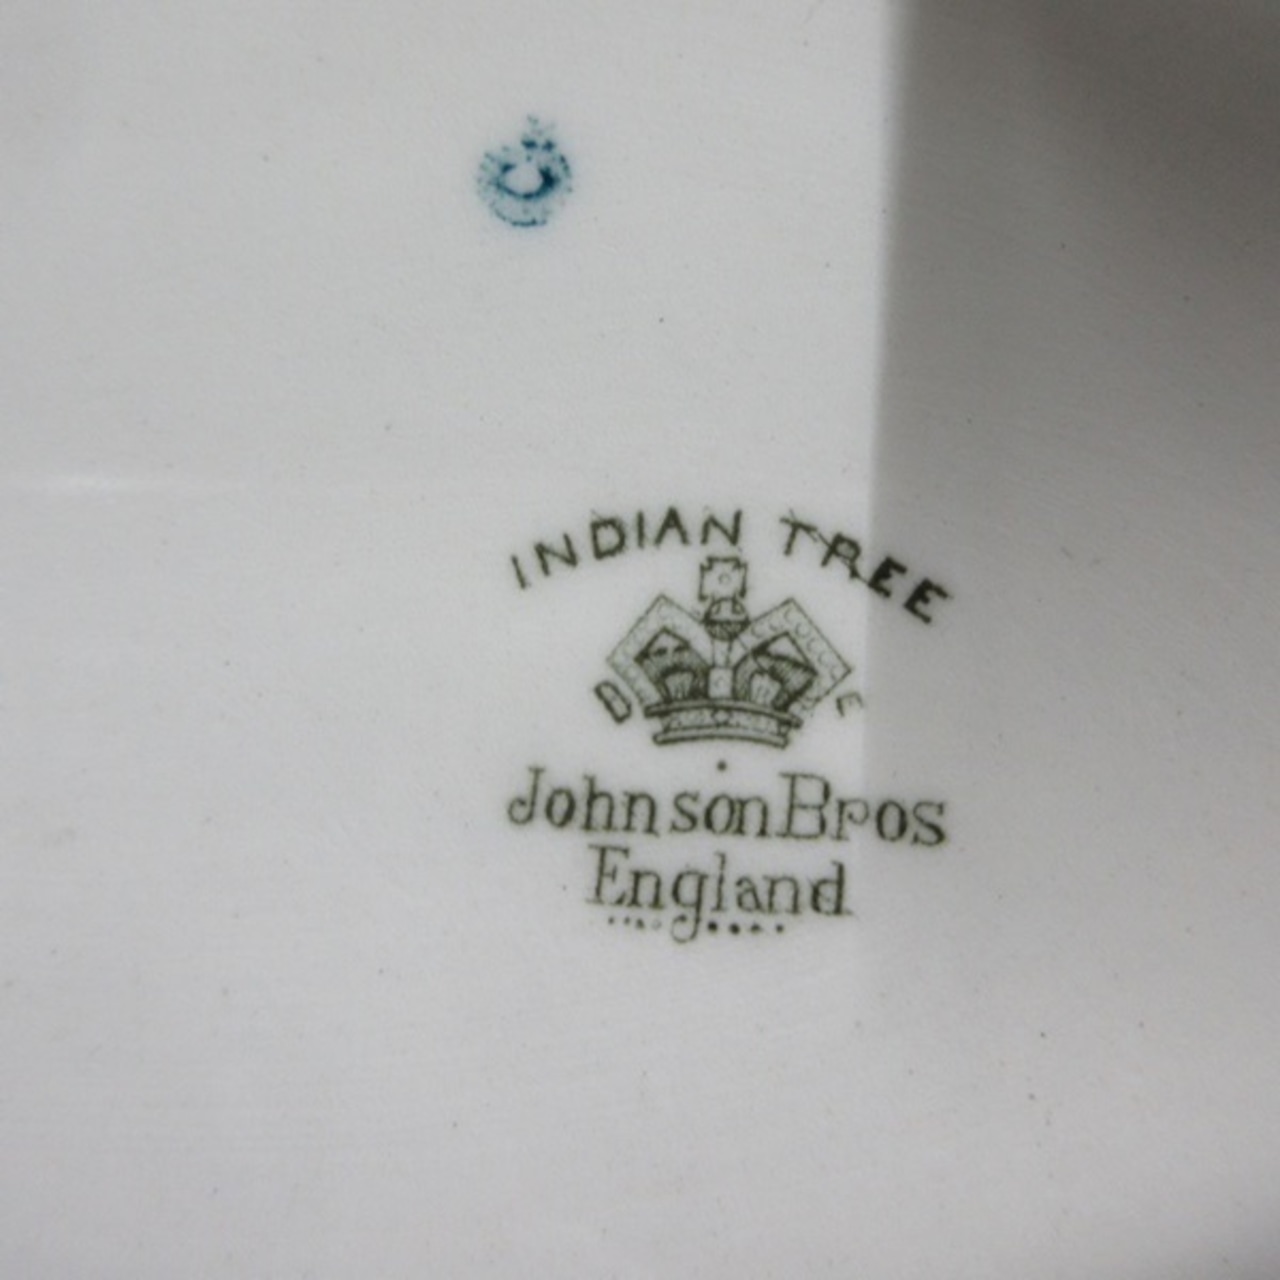 INDIAN TREE
D E
Johnson Bros
England